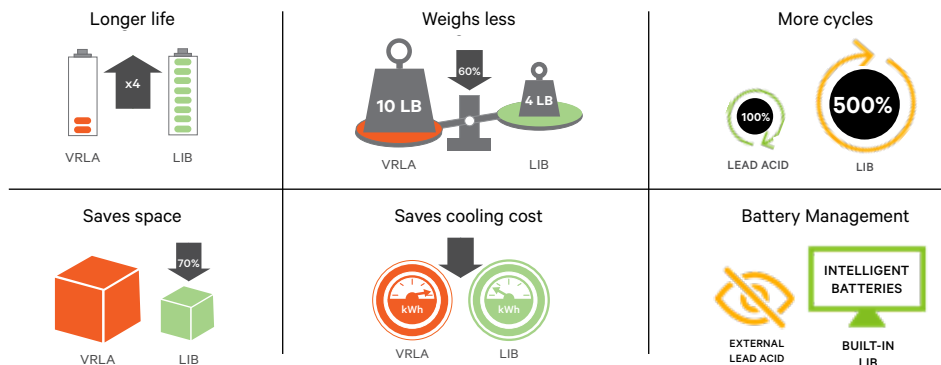 Longer life
x4
VRLA
LIB
Weighs less
60%
10 LB
4 LB
VRLA
LIB
More cycles
100%
500%
LEAD ACID
LIB
Saves space
70%
VRLA
LIB
Saves cooling cost
kWh
kWh
VRLA
LIB
Battery Management
INTELLIGENT
BATTERIES
EXTERNAL
LEAD ACID
BUILT-IN
LIB